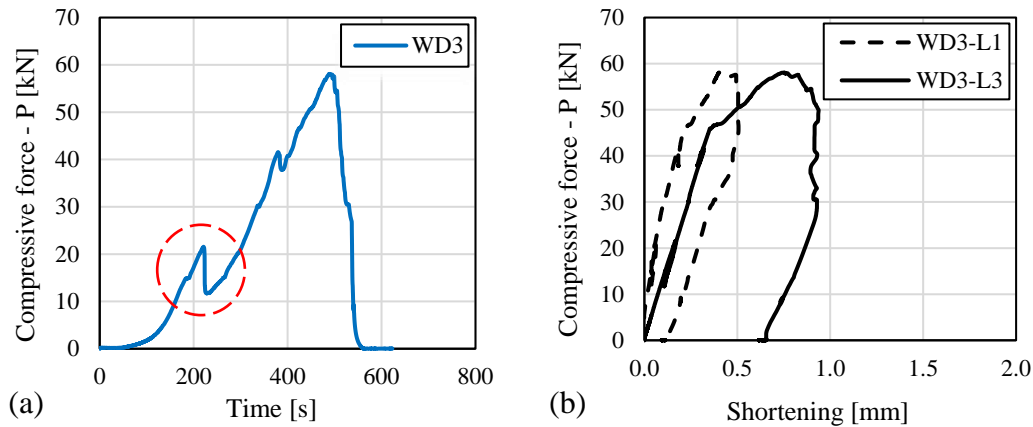 70
60
50
40
30
20
10
0
Compressive force - P [kN]
WD3
0 200 400 600 800
Time [s]
(a)
70
60
50
40
30
20
10
0
Compressive force - P [kN]
WD3-L1
WD3-L3
0.0 0.5 1.0 1.5 2.0
Shortening [mm]
(b)